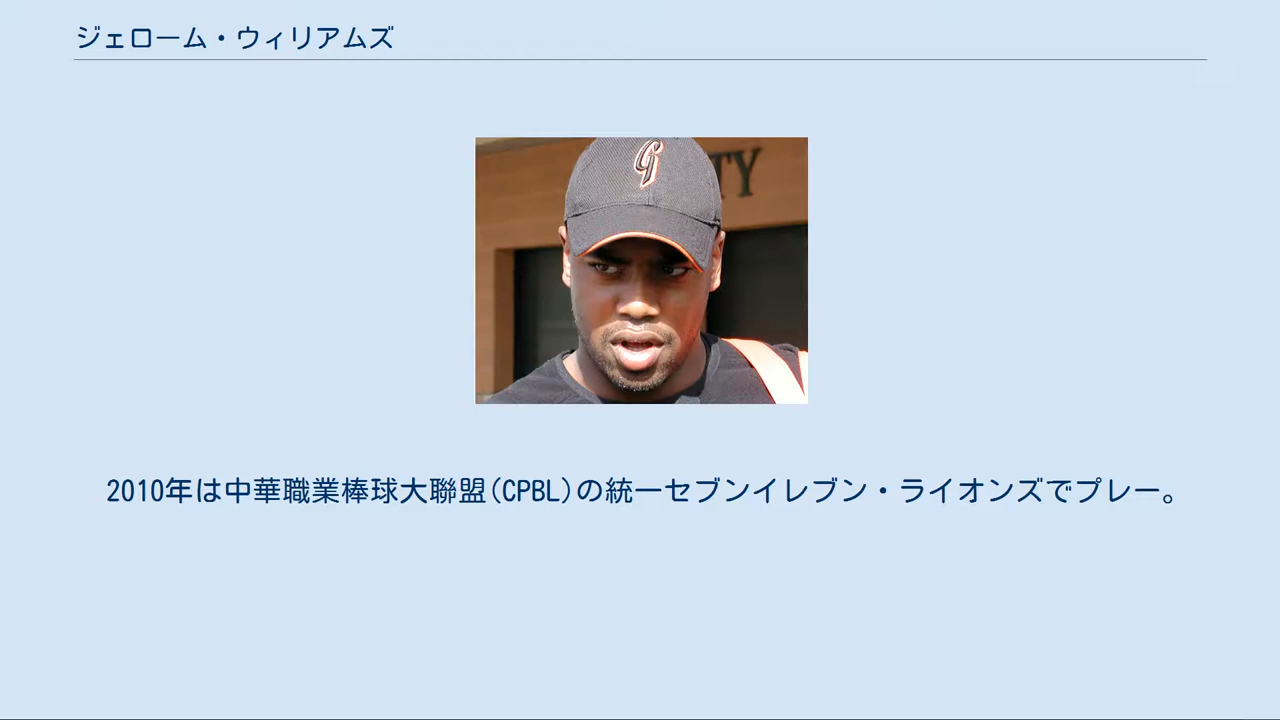 ジェローム・ウィリアムズ
G
TY
2010年は中華職業棒球大聯盟(CPBL)の統一セブンイレブン・ライオンズでプレー。